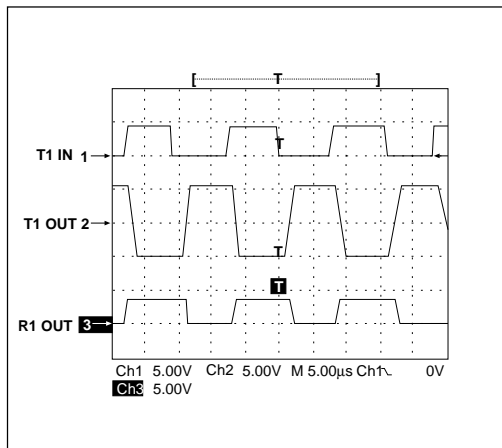 [ T ]
T
T1 IN 1
T1 OUT 2
T
T
R1 OUT 3
Ch1 5.00V Ch2 5.00V M 5.00μs Ch1 0V
Ch3 5.00V